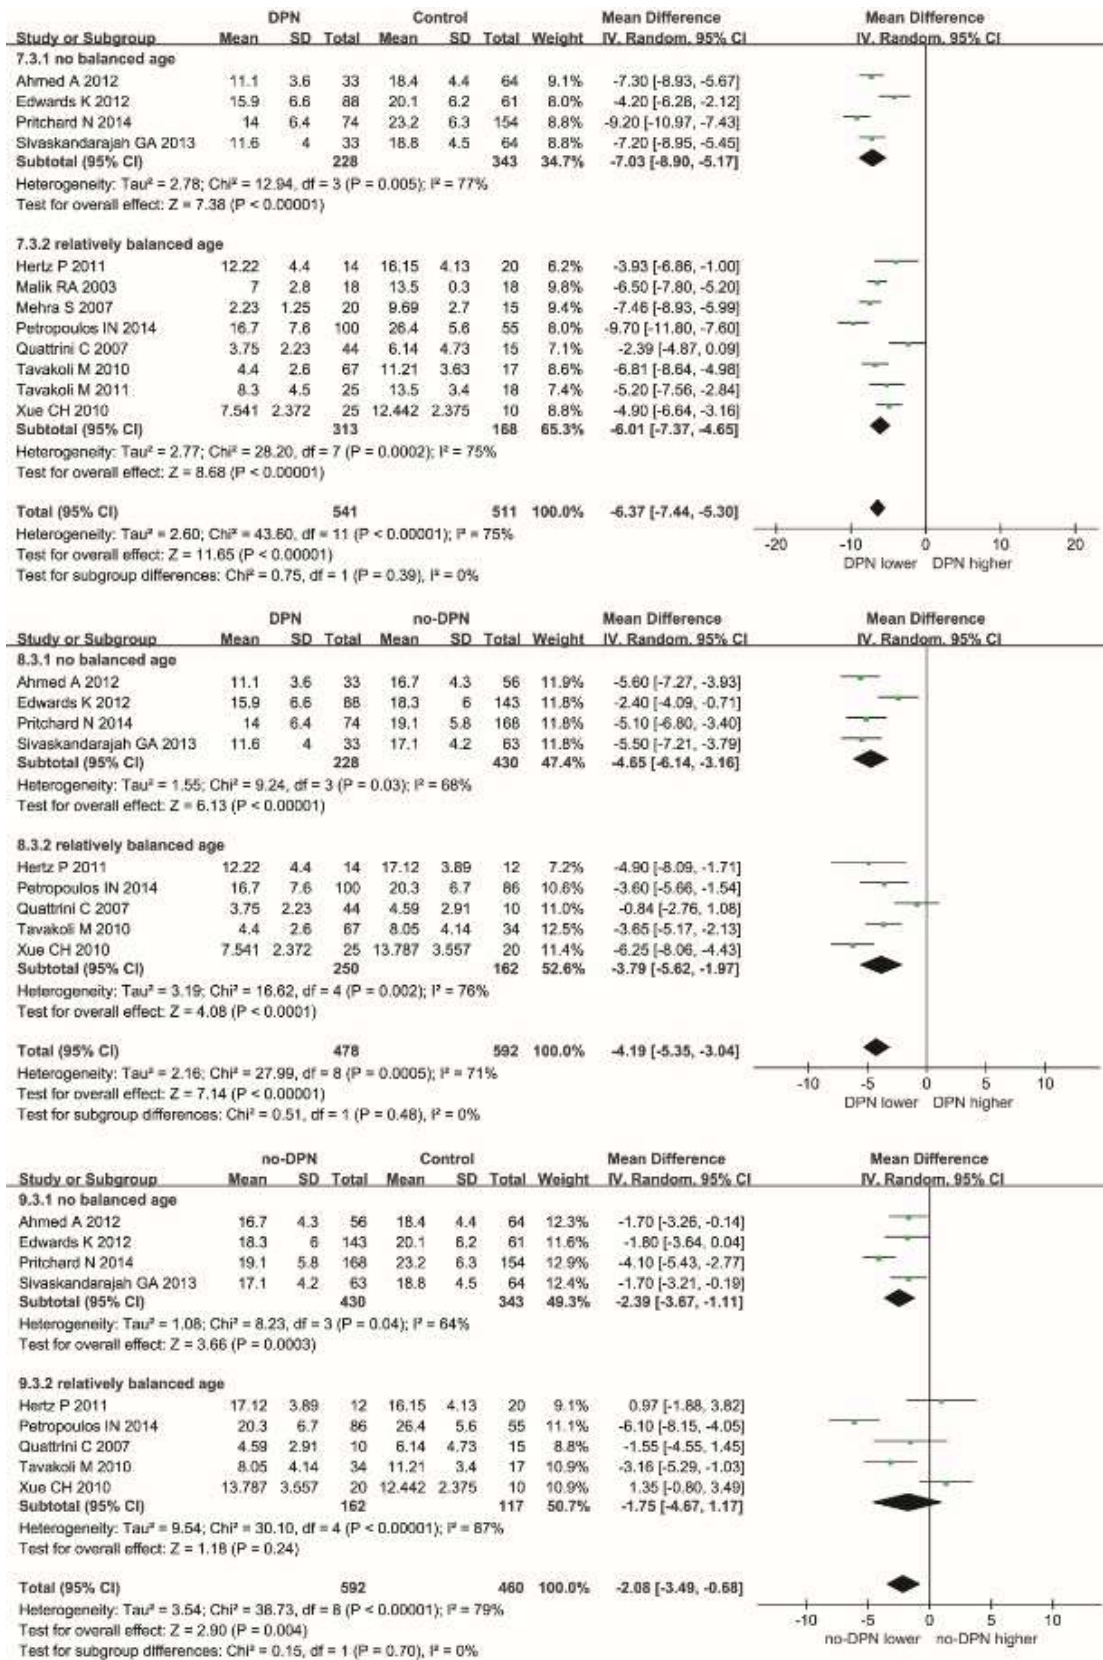 DPN Control Mean Difference Mean Difference
Study or Subgroup Mean SD Total Mean SD Total Weight IV, Random, 95% CI IV, Random, 95% CI
7.3.1 no balanced age
Ahmed A 2012 11.1 3.6 33 18.4 4.4 64 9.1% -7.30 [-8.93, -5.67]
Edwards K 2012 15.9 6.6 88 20.1 6.2 61 8.0% -4.20 [-6.28, -2.12]
Pritchard N 2014 14 6.4 74 23.2 6.3 154 8.8% -9.20 [-10.97, -7.43]
Sivaskandarajah GA 2013 11.6 4 33 18.8 4.5 64 8.8% -7.20 [-8.95, -5.45]
Subtotal (95% CI) 228 343 34.7% -7.03 [-8.90, -5.17]
Heterogeneity: Tau² = 2.78; Chi² = 12.94, df = 3 (P = 0.005); I² = 77%
Test for overall effect: Z = 7.38 (P < 0.00001)
7.3.2 relatively balanced age
Hertz P 2011 12.22 4.4 14 16.15 4.13 20 6.2% -3.93 [-6.86, -1.00]
Malik RA 2003 7 2.8 18 13.5 0.3 18 9.8% -6.50 [-7.80, -5.20]
Mehra S 2007 2.23 1.25 20 9.69 2.7 15 9.4% -7.46 [-8.93, -5.99]
Petropoulos IN 2014 16.7 7.6 100 26.4 5.6 55 8.0% -9.70 [-11.80, -7.60]
Quattrini C 2007 3.75 2.23 44 6.14 4.73 15 7.1% -2.39 [-4.87, 0.09]
Tavakoli M 2010 4.4 2.6 67 11.21 3.63 17 8.6% -6.81 [-8.64, -4.98]
Tavakoli M 2011 8.3 4.5 25 13.5 3.4 18 7.4% -5.20 [-7.56, -2.84]
Xue CH 2010 7.541 2.372 25 12.442 2.375 10 8.8% -4.90 [-6.64, -3.16]
Subtotal (95% CI) 313 168 65.3% -6.01 [-7.37, -4.65]
Heterogeneity: Tau² = 2.77; Chi² = 28.20, df = 7 (P = 0.0002); I² = 75%
Test for overall effect: Z = 8.68 (P < 0.00001)
Total (95% CI) 541 511 100.0% -6.37 [-7.44, -5.30]
Heterogeneity: Tau² = 2.60; Chi² = 43.60, df = 11 (P < 0.00001); I² = 75%
-20 -10 0 10 20
Test for overall effect: Z = 11.65 (P < 0.00001)
DPN lower DPN higher
Test for subgroup differences: Chi² = 0.75, df = 1 (P = 0.39), I² = 0%
DPN no-DPN Mean Difference Mean Difference
Study or Subgroup Mean SD Total Mean SD Total Weight IV, Random, 95% CI IV, Random, 95% CI
8.3.1 no balanced age
Ahmed A 2012 11.1 3.6 33 16.7 4.3 56 11.9% -5.60 [-7.27, -3.93]
Edwards K 2012 15.9 6.6 88 18.3 6 143 11.8% -2.40 [-4.09, -0.71]
Pritchard N 2014 14 6.4 74 19.1 5.8 168 11.8% -5.10 [-6.80, -3.40]
Sivaskandarajah GA 2013 11.6 4 33 17.1 4.2 63 11.8% -5.50 [-7.21, -3.79]
Subtotal (95% CI) 228 430 47.4% -4.65 [-6.14, -3.16]
Heterogeneity: Tau² = 1.55; Chi² = 9.24, df = 3 (P = 0.03); I² = 68%
Test for overall effect: Z = 6.13 (P < 0.00001)
8.3.2 relatively balanced age
Hertz P 2011 12.22 4.4 14 17.12 3.89 12 7.2% -4.90 [-8.09, -1.71]
Petropoulos IN 2014 16.7 7.6 100 20.3 6.7 86 10.6% -3.60 [-5.66, -1.54]
Quattrini C 2007 3.75 2.23 44 4.59 2.91 10 11.0% -0.84 [-2.76, 1.08]
Tavakoli M 2010 4.4 2.6 67 8.05 4.14 34 12.5% -3.65 [-5.17, -2.13]
Xue CH 2010 7.541 2.372 25 13.787 3.557 20 11.4% -6.25 [-8.06, -4.43]
Subtotal (95% CI) 250 162 52.6% -3.79 [-5.62, -1.97]
Heterogeneity: Tau² = 3.19; Chi² = 16.62, df = 4 (P = 0.002); I² = 76%
Test for overall effect: Z = 4.08 (P < 0.0001)
Total (95% CI) 478 592 100.0% -4.19 [-5.35, -3.04]
Heterogeneity: Tau² = 2.16; Chi² = 27.99, df = 8 (P = 0.0005); I² = 71%
-10 -5 0 5 10
Test for overall effect: Z = 7.14 (P < 0.00001)
DPN lower DPN higher
Test for subgroup differences: Chi² = 0.51, df = 1 (P = 0.48), I² = 0%
no-DPN Control Mean Difference Mean Difference
Study or Subgroup Mean SD Total Mean SD Total Weight IV, Random, 95% CI IV, Random, 95% CI
9.3.1 no balanced age
Ahmed A 2012 16.7 4.3 56 18.4 4.4 64 12.3% -1.70 [-3.26, -0.14]
Edwards K 2012 18.3 6 143 20.1 6.2 61 11.6% -1.80 [-3.64, 0.04]
Pritchard N 2014 19.1 5.8 168 23.2 6.3 154 12.9% -4.10 [-5.43, -2.77]
Sivaskandarajah GA 2013 17.1 4.2 63 18.8 4.5 64 12.4% -1.70 [-3.21, -0.19]
Subtotal (95% CI) 430 343 49.3% -2.39 [-3.67, -1.11]
Heterogeneity: Tau² = 1.08; Chi² = 8.23, df = 3 (P = 0.04); I² = 64%
Test for overall effect: Z = 3.66 (P = 0.0003)
9.3.2 relatively balanced age
Hertz P 2011 17.12 3.89 12 16.15 4.13 20 9.1% 0.97 [-1.88, 3.82]
Petropoulos IN 2014 20.3 6.7 86 26.4 5.6 55 11.1% -6.10 [-8.15, -4.05]
Quattrini C 2007 4.59 2.91 10 6.14 4.73 15 8.8% -1.55 [-4.55, 1.45]
Tavakoli M 2010 8.05 4.14 34 11.21 3.4 17 10.9% -3.16 [-5.29, -1.03]
Xue CH 2010 13.787 3.557 20 12.442 2.375 10 10.9% 1.35 [-0.80, 3.49]
Subtotal (95% CI) 162 117 50.7% -1.75 [-4.67, 1.17]
Heterogeneity: Tau² = 9.54; Chi² = 30.10, df = 4 (P < 0.00001); I² = 87%
Test for overall effect: Z = 1.18 (P = 0.24)
Total (95% CI) 592 460 100.0% -2.08 [-3.49, -0.68]
Heterogeneity: Tau² = 3.54; Chi² = 38.73, df = 8 (P < 0.00001); I² = 79%
-10 -5 0 5 10
Test for overall effect: Z = 2.90 (P = 0.004)
no-DPN lower no-DPN higher
Test for subgroup differences: Chi² = 0.15, df = 1 (P = 0.70), I² = 0%